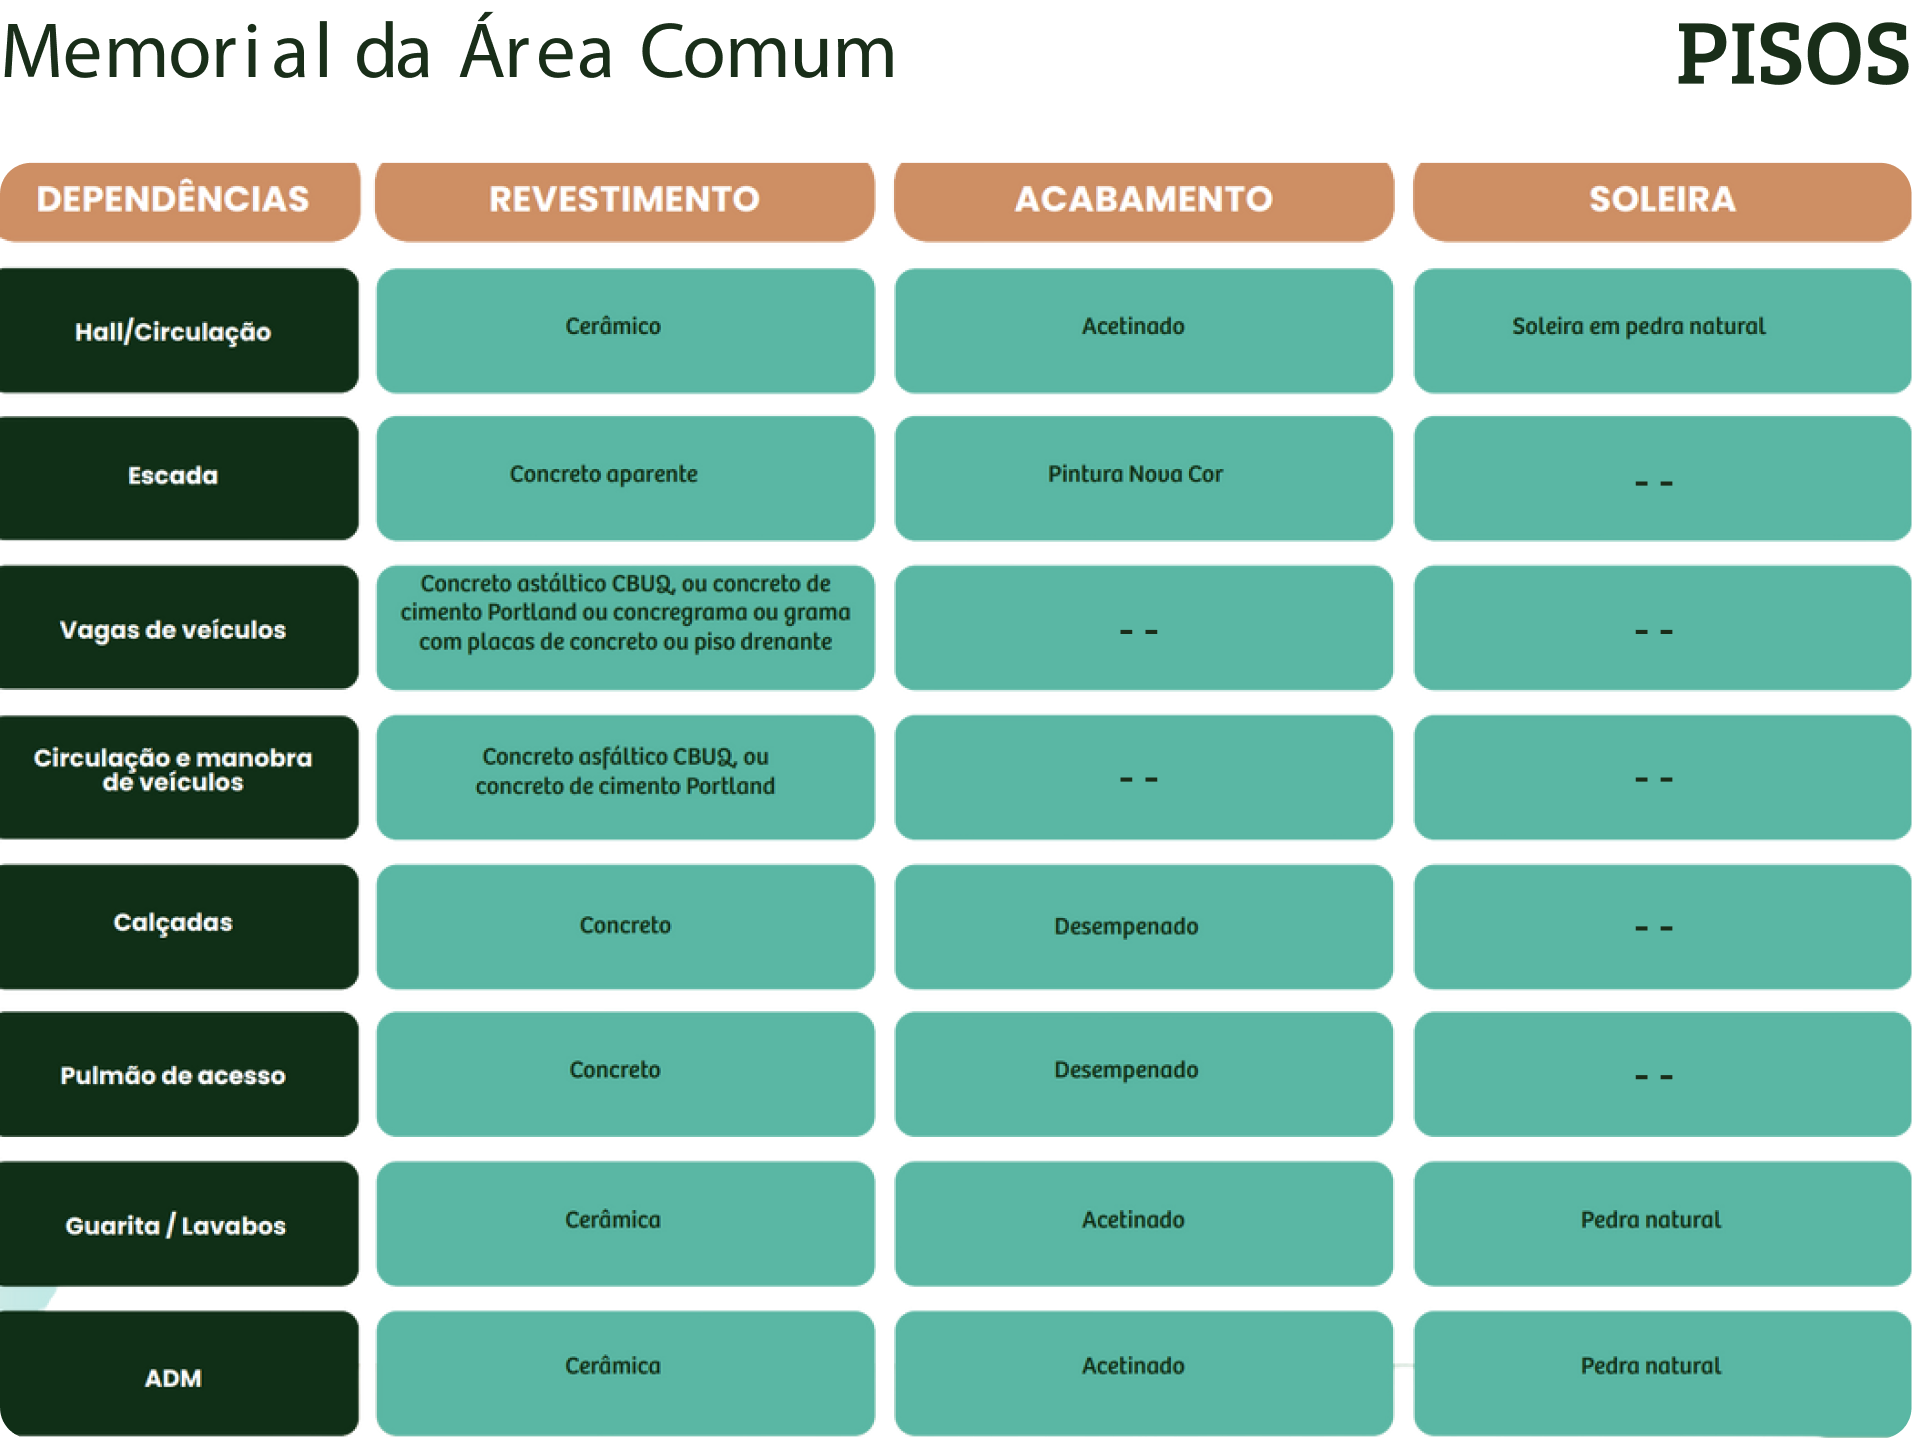 Memorial da Área Comum
PISOS
DEPENDÊNCIAS REVESTIMENTO ACABAMENTO SOLEIRA
Hall/Circulação Cerâmico Acetinado Soleira em pedra natural
Escada Concreto aparente Pintura Nova Cor - -
Vagas de veículos
Concreto astáltico CBUQ, ou concreto de
cimento Portland ou concregrama ou grama
com placas de concreto ou piso drenante
- - - -
Circulação e manobra
de veículos
Concreto asfáltico CBUQ, ou
concreto de cimento Portland
- - - -
Calçadas Concreto Desempenado - -
Pulmão de acesso Concreto Desempenado - -
Guarita / Lavabos Cerâmica Acetinado Pedra natural
ADM Cerâmica Acetinado Pedra natural